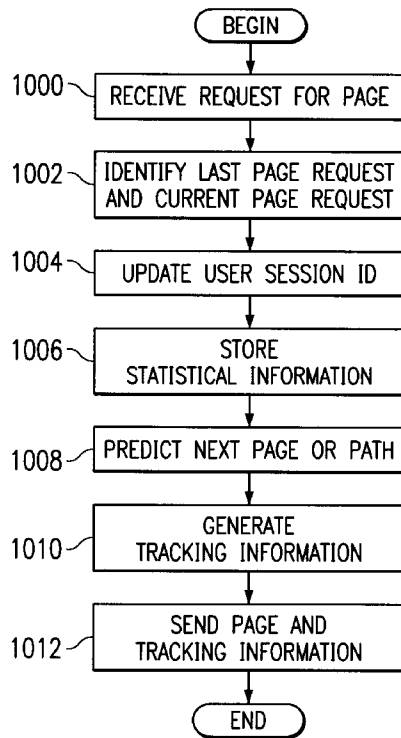 BEGIN
1000
RECEIVE REQUEST FOR PAGE
1002
IDENTIFY LAST PAGE REQUEST
AND CURRENT PAGE REQUEST
1004
UPDATE USER SESSION ID
1006
STORE
STATISTICAL INFORMATION
1008
PREDICT NEXT PAGE OR PATH
1010
GENERATE
TRACKING INFORMATION
1012
SEND PAGE AND
TRACKING INFORMATION
END